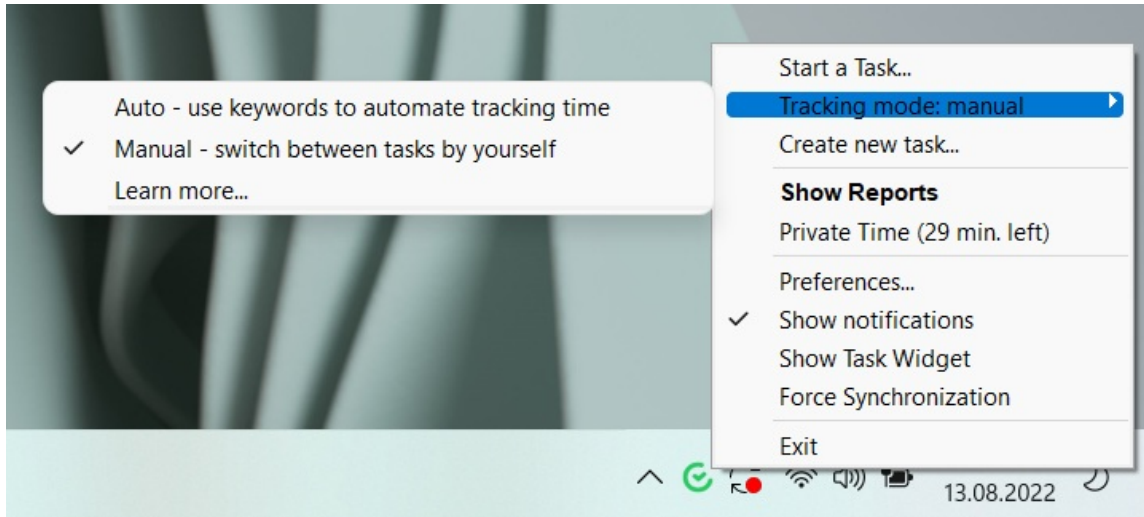 Start a Task...
Tracking mode: manual
Create new task...
Show Reports
Private Time (29 min. left)
Preferences...
Show notifications
Show Task Widget
Force Synchronization
Exit
Auto - use keywords to automate tracking time
Manual - switch between tasks by yourself
Learn more...
13.08.2022